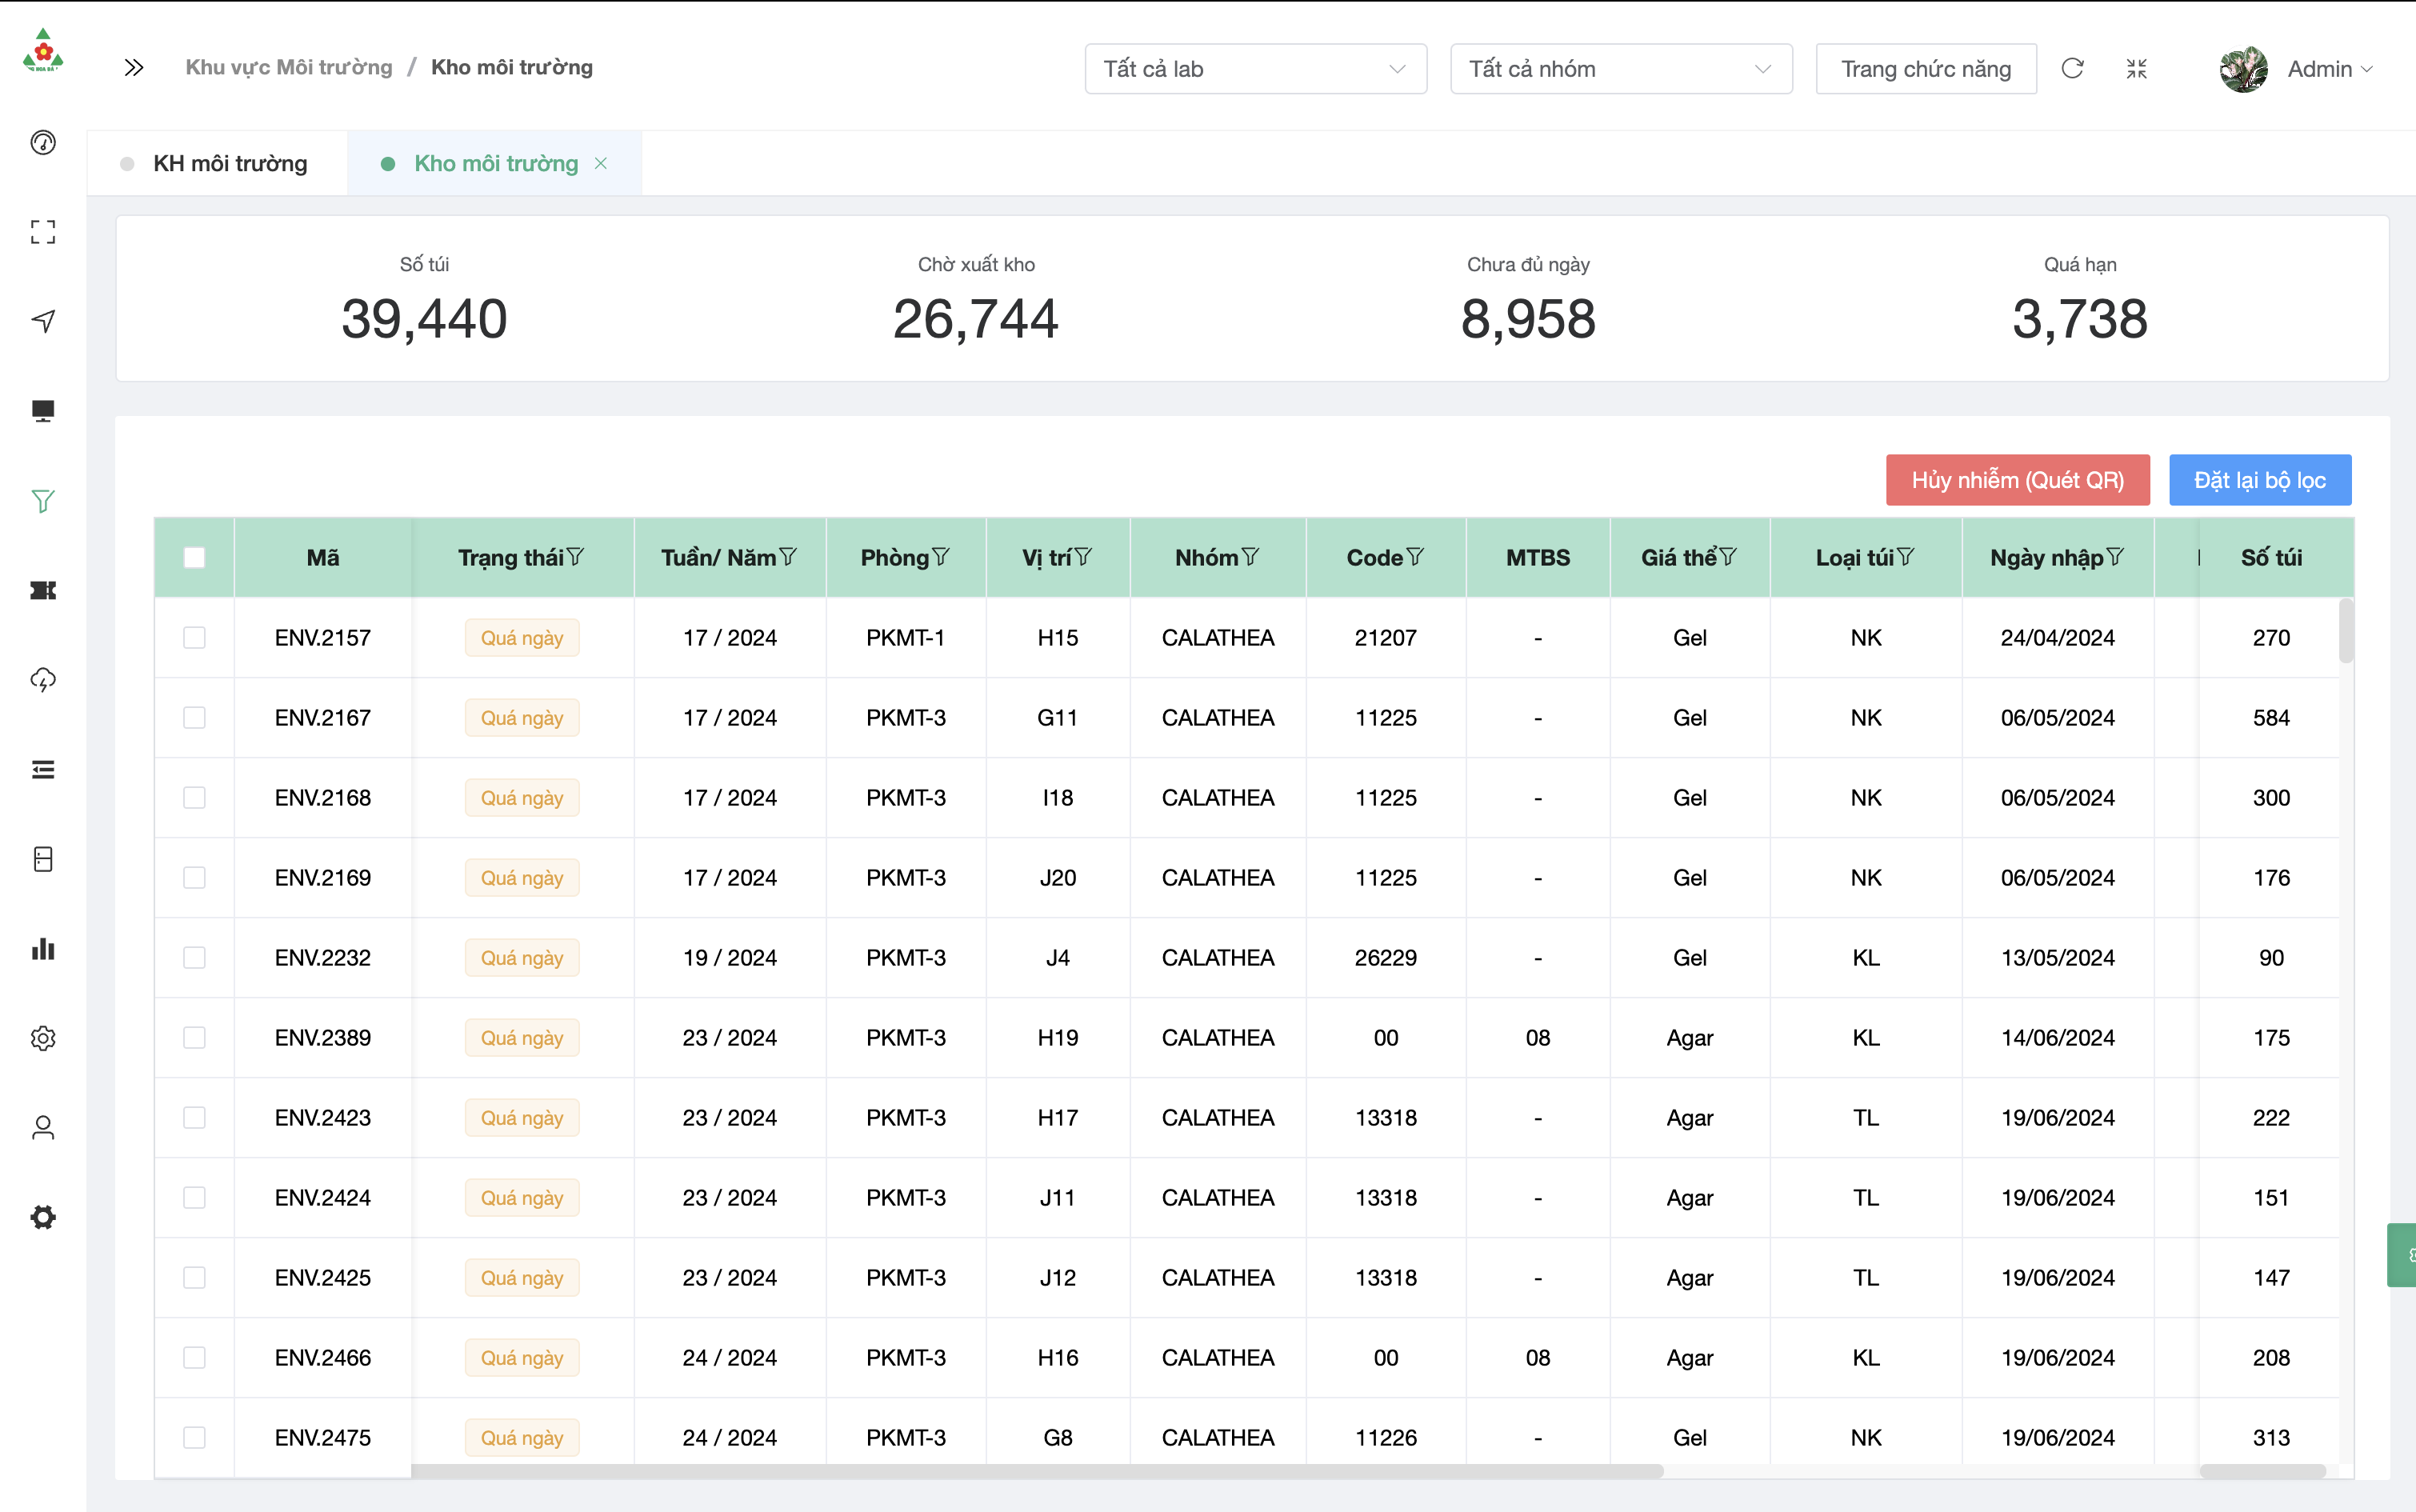 Khu vực Môi trường / Kho môi trường
Tất cả lab
Tất cả nhóm
Trang chức năng
Admin
KH môi trường
Kho môi trường
Số túi
39,440
Chờ xuất kho
26,744
Chưa đủ ngày
8,958
Quá hạn
3,738
Hủy nhiễm (Quét QR)
Đặt lại bộ lọc
Mã Trạng thái Tuần/ Năm Phòng Vị trí Nhóm Code MTBS Giá thể Loại túi Ngày nhập Số túi
ENV.2157 Quá ngày 17 / 2024 PKMT-1 H15 CALATHEA 21207 - Gel NK 24/04/2024 270
ENV.2167 Quá ngày 17 / 2024 PKMT-3 G11 CALATHEA 11225 - Gel NK 06/05/2024 584
ENV.2168 Quá ngày 17 / 2024 PKMT-3 I18 CALATHEA 11225 - Gel NK 06/05/2024 300
ENV.2169 Quá ngày 17 / 2024 PKMT-3 J20 CALATHEA 11225 - Gel NK 06/05/2024 176
ENV.2232 Quá ngày 19 / 2024 PKMT-3 J4 CALATHEA 26229 - Gel KL 13/05/2024 90
ENV.2389 Quá ngày 23 / 2024 PKMT-3 H19 CALATHEA 00 08 Agar KL 14/06/2024 175
ENV.2423 Quá ngày 23 / 2024 PKMT-3 H17 CALATHEA 13318 - Agar TL 19/06/2024 222
ENV.2424 Quá ngày 23 / 2024 PKMT-3 J11 CALATHEA 13318 - Agar TL 19/06/2024 151
ENV.2425 Quá ngày 23 / 2024 PKMT-3 J12 CALATHEA 13318 - Agar TL 19/06/2024 147
ENV.2466 Quá ngày 24 / 2024 PKMT-3 H16 CALATHEA 00 08 Agar KL 19/06/2024 208
ENV.2475 Quá ngày 24 / 2024 PKMT-3 G8 CALATHEA 11226 - Gel NK 19/06/2024 313